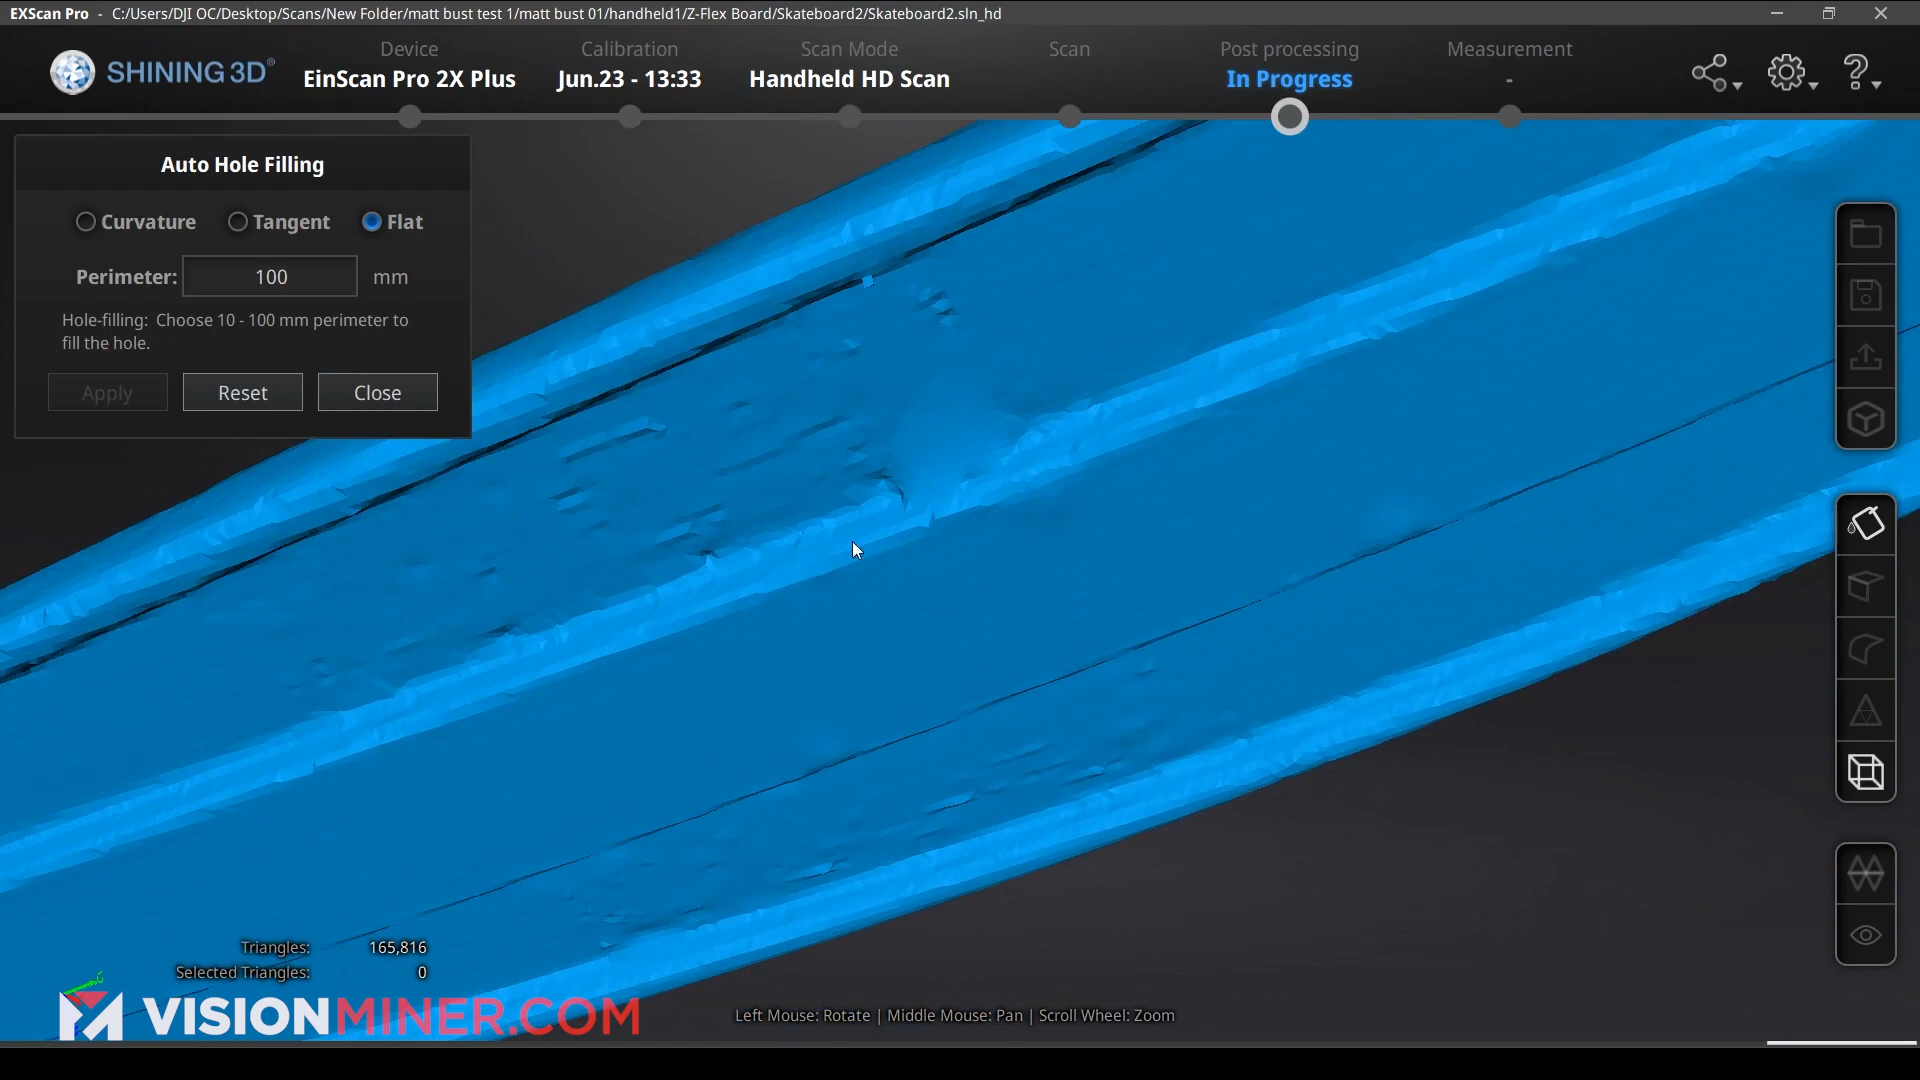 EXScan Pro - C:/Users/DJI OC/Desktop/Scans/New Folder/matt bust test 1/matt bust 01/handheld1/Z-Flex Board/Skateboard2/Skateboard2.sln_hd
SHINING 3D®
Device
EinScan Pro 2X Plus
Calibration
Jun.23 - 13:33
Scan Mode
Handheld HD Scan
Scan
Post processing
In Progress
Measurement
-
?
Auto Hole Filling
Curvature Tangent Flat
Perimeter: 100 mm
Hole-filling: Choose 10 - 100 mm perimeter to
fill the hole.
Apply Reset Close
Triangles: 165,816
Selected Triangles: 0
VISIONMINER.COM
Left Mouse: Rotate | Middle Mouse: Pan | Scroll Wheel: Zoom